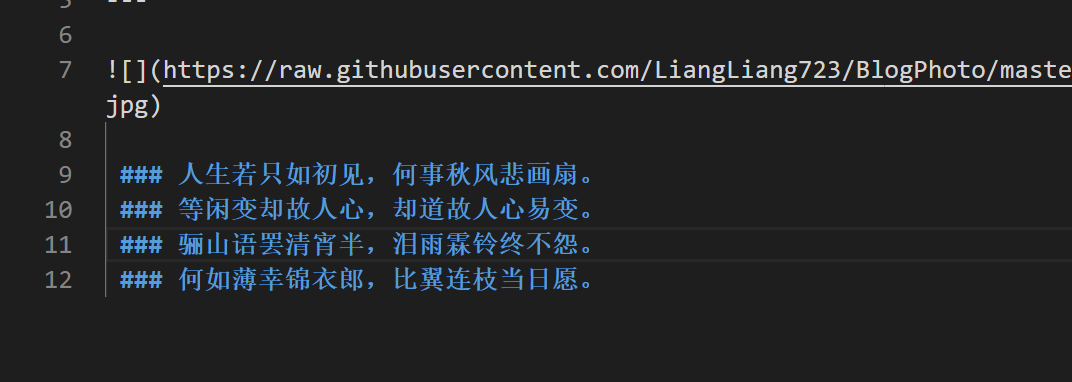 6
7 ![](https://raw.githubusercontent.com/LiangLiang723/BlogPhoto/maste
jpg)
8
9 ### 人生若只如初见，何事秋风悲画扇。
10 ### 等闲变却故人心，却道故人心易变。
11 ### 骊山语罢清宵半，泪雨霖铃终不怨。
12 ### 何如薄幸锦衣郎，比翼连枝当日愿。